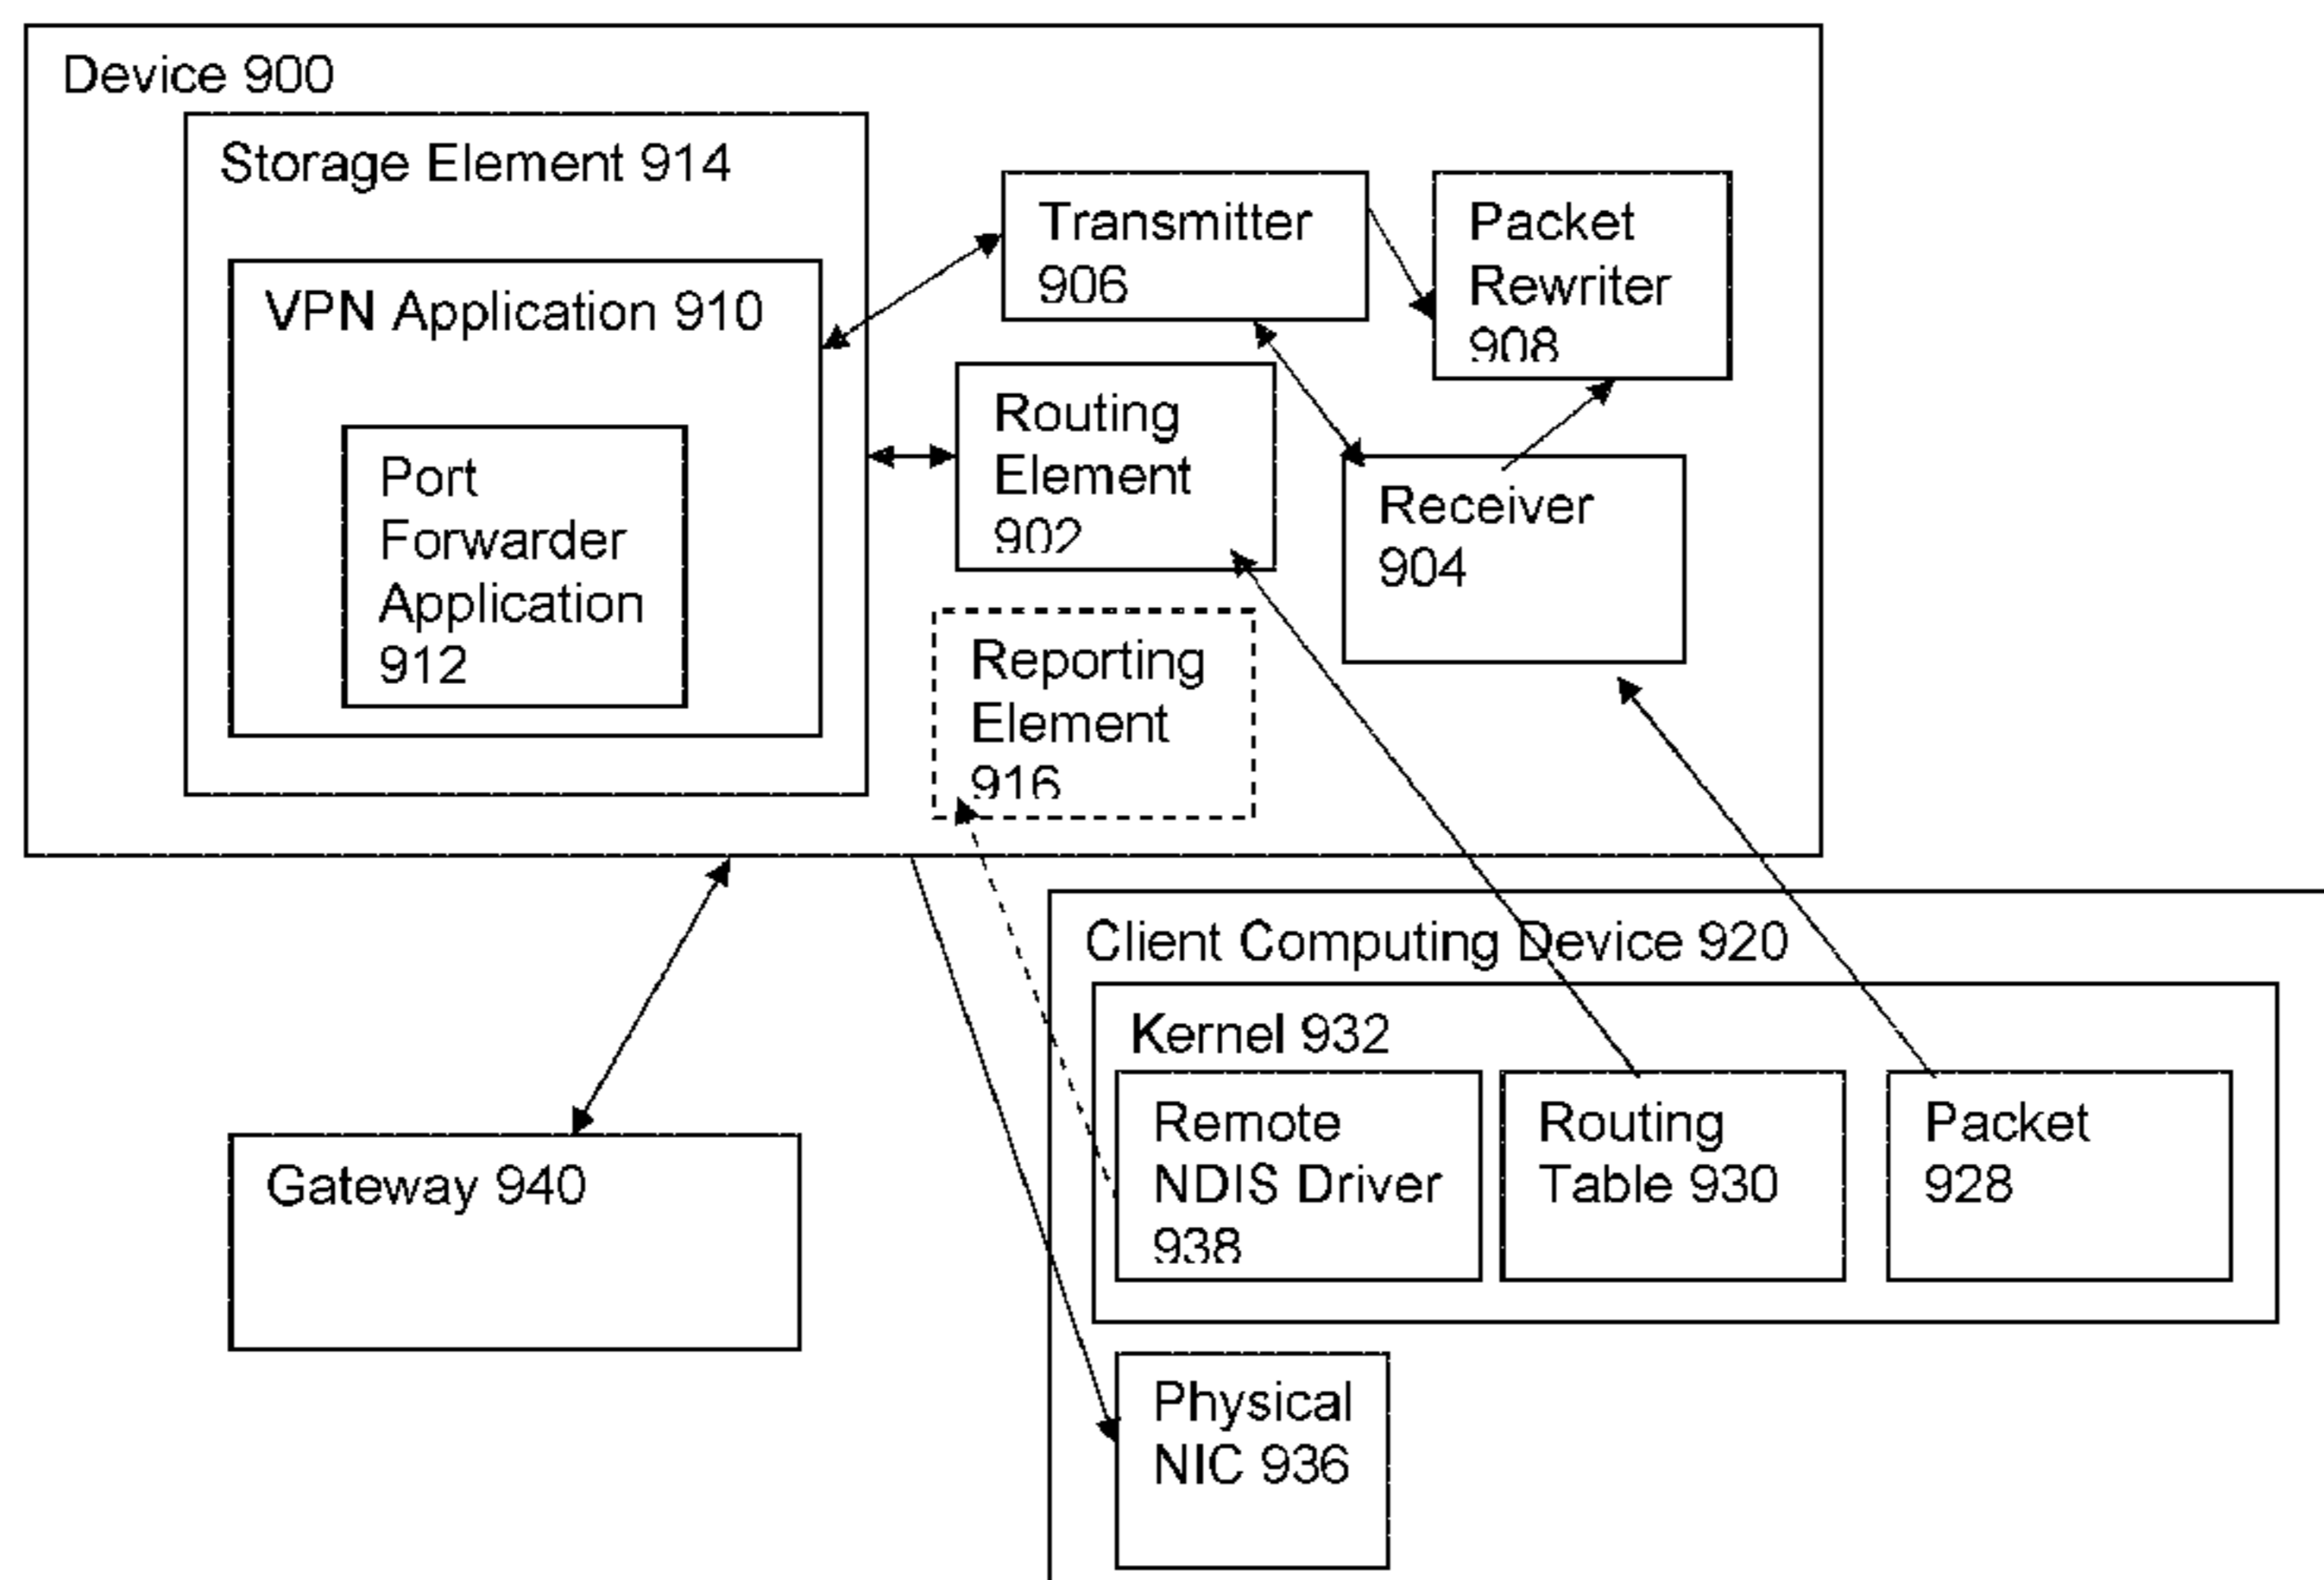 Device 900
Storage Element 914
VPN Application 910
Port
Forwarder
Application
912
Transmitter
906
Packet
Rewriter
908
Routing
Element
902
Receiver
904
Reporting
Element
916
Client Computing Device 920
Kernel 932
Remote
NDIS Driver
938
Routing
Table 930
Packet
928
Gateway 940
Physical
NIC 936